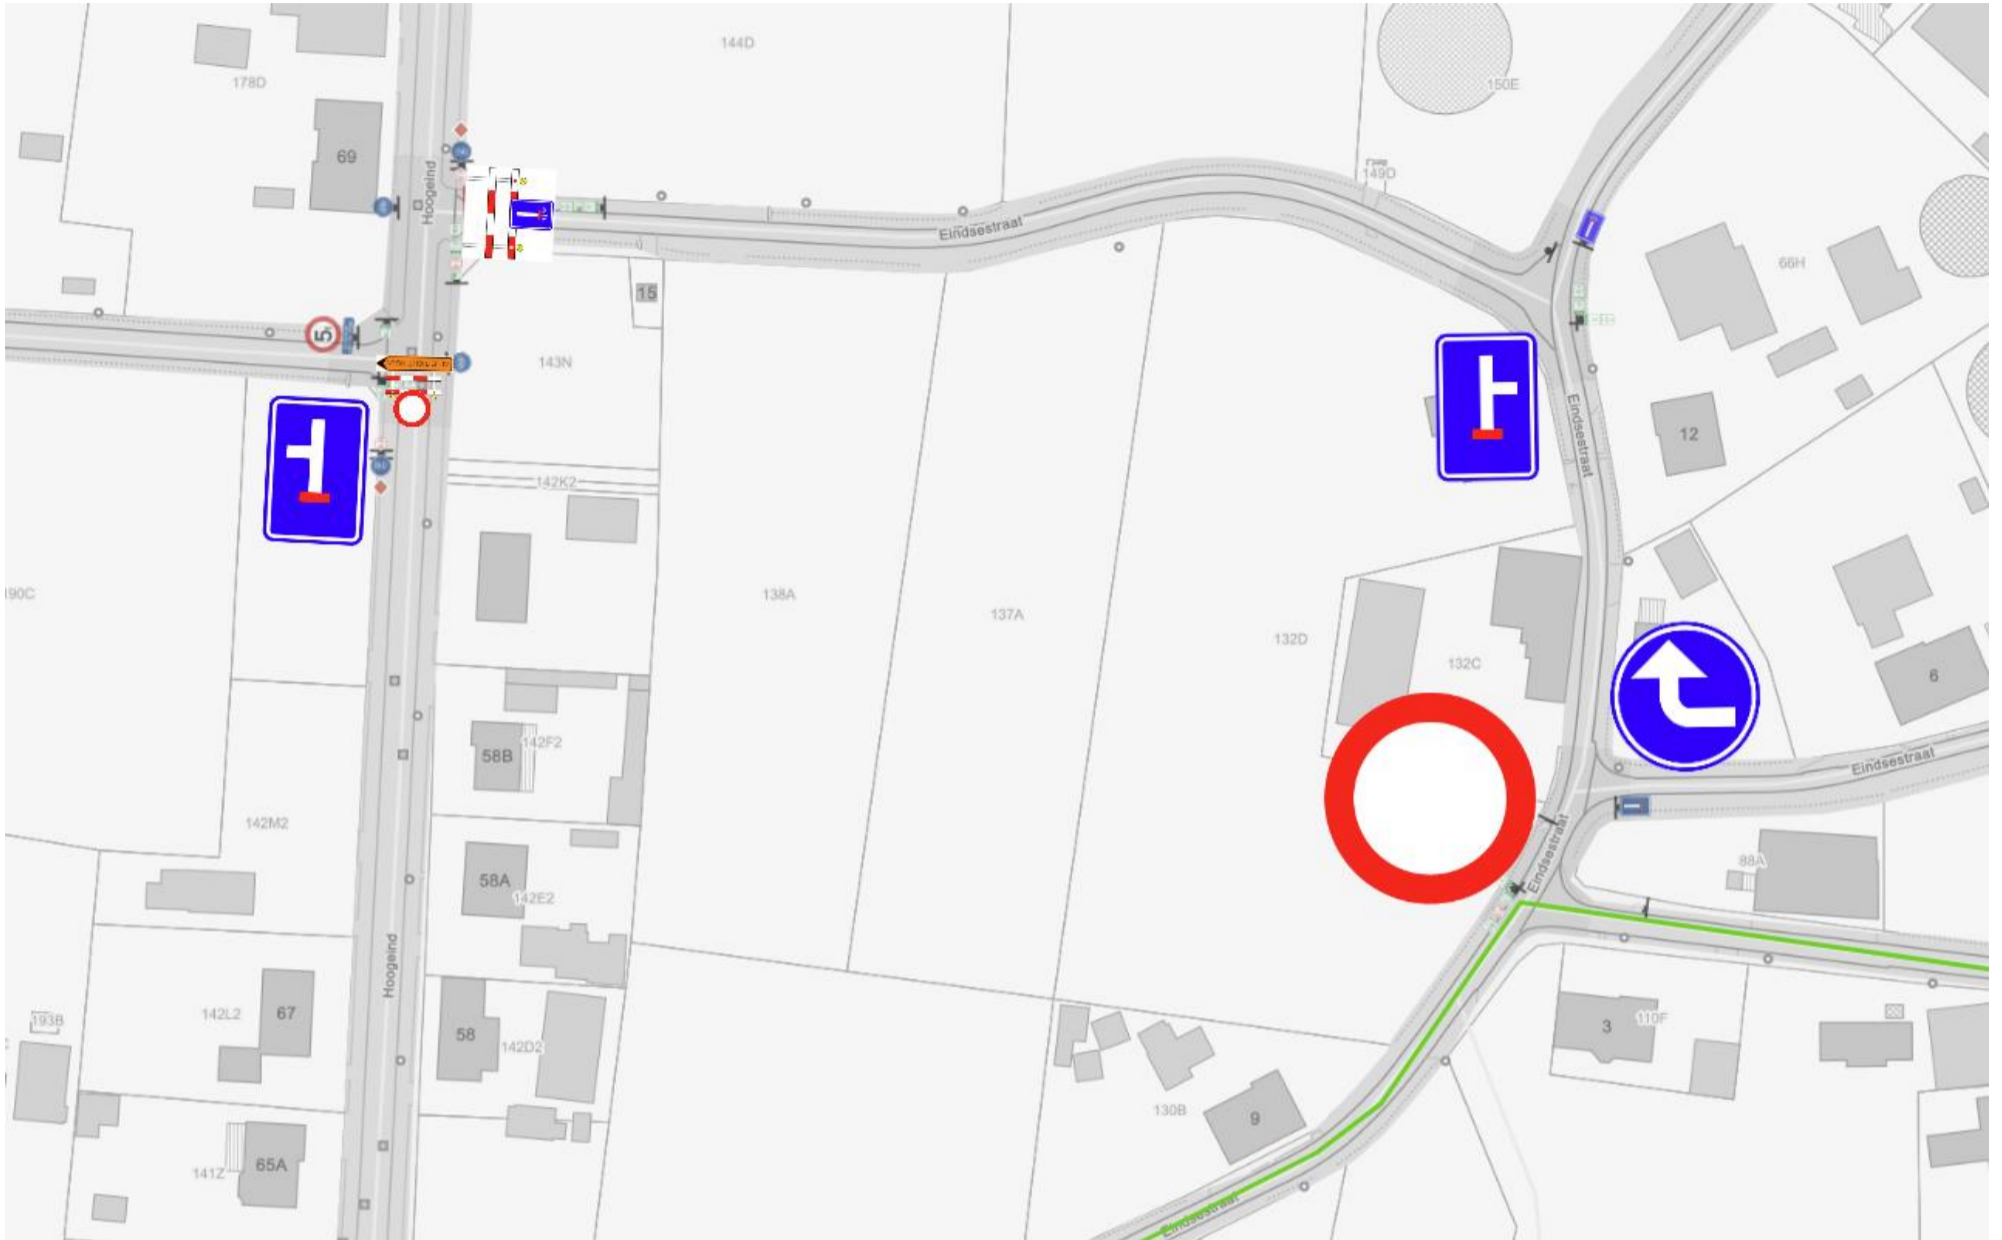 144D
178D
150E
69
Hoogeind
149D
Eindsestraat
66H
15
143N
5
142K2
12
Eindsestraat
190C
138A
137A
132D
132C
6
58B
142F2
Eindsestraat
142M2
Eindsestraat
88A
58A
142E2
Hoogeind
67
142L2
193B
58
142D2
3
110F
130B
9
65A
141Z
Eindsestraat